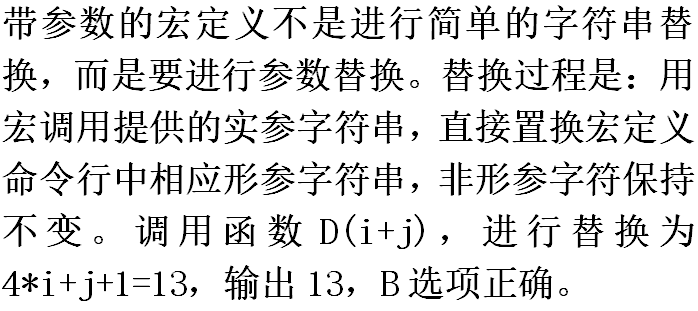 带参数的宏定义不是进行简单的字符串替
换，而是要进行参数替换。替换过程是：用
宏调用提供的实参字符串，直接置换宏定义
命令行中相应形参字符串，非形参字符保持
不变。调用函数 D(i+j)，进行替换为
4*i+j+1=13，输出 13，B 选项正确。